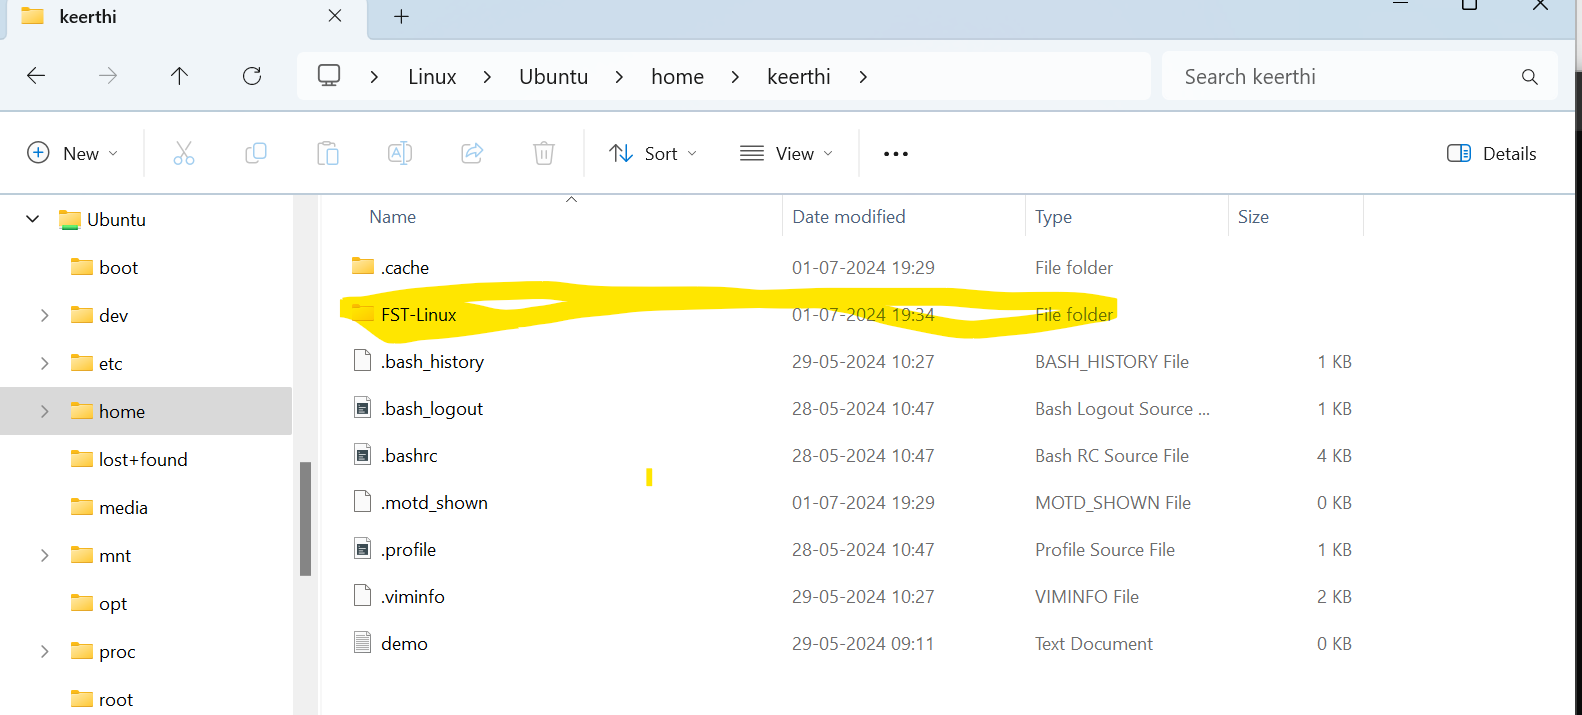 keerthi
Linux Ubuntu home keerthi
Search keerthi
New
Sort
View
Details
Ubuntu
boot
dev
etc
home
lost+found
media
mnt
opt
proc
root
Name Date modified Type Size
.cache 01-07-2024 19:29 File folder
FST-Linux 01-07-2024 19:34 File folder
.bash_history 29-05-2024 10:27 BASH_HISTORY File 1 KB
.bash_logout 28-05-2024 10:47 Bash Logout Source ... 1 KB
.bashrc 28-05-2024 10:47 Bash RC Source File 4 KB
.motd_shown 01-07-2024 19:29 MOTD_SHOWN File 0 KB
.profile 28-05-2024 10:47 Profile Source File 1 KB
.viminfo 29-05-2024 10:27 VIMINFO File 2 KB
demo 29-05-2024 09:11 Text Document 0 KB